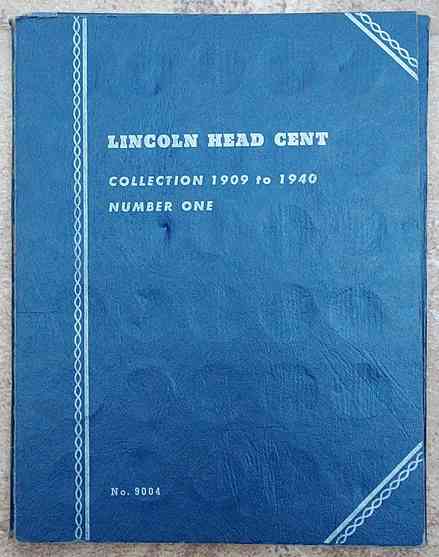 LINCOLN HEAD CENT
COLLECTION 1909 to 1940
NUMBER ONE
No. 9004